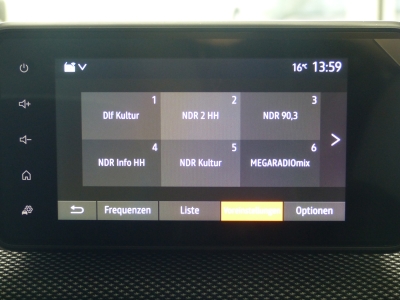 16°C 13:59
1 2 3
Dlf Kultur NDR 2 HH NDR 90,3
4 5 6
NDR Info HH NDR Kultur MEGARADIOmix
Frequenzen Liste Optionen